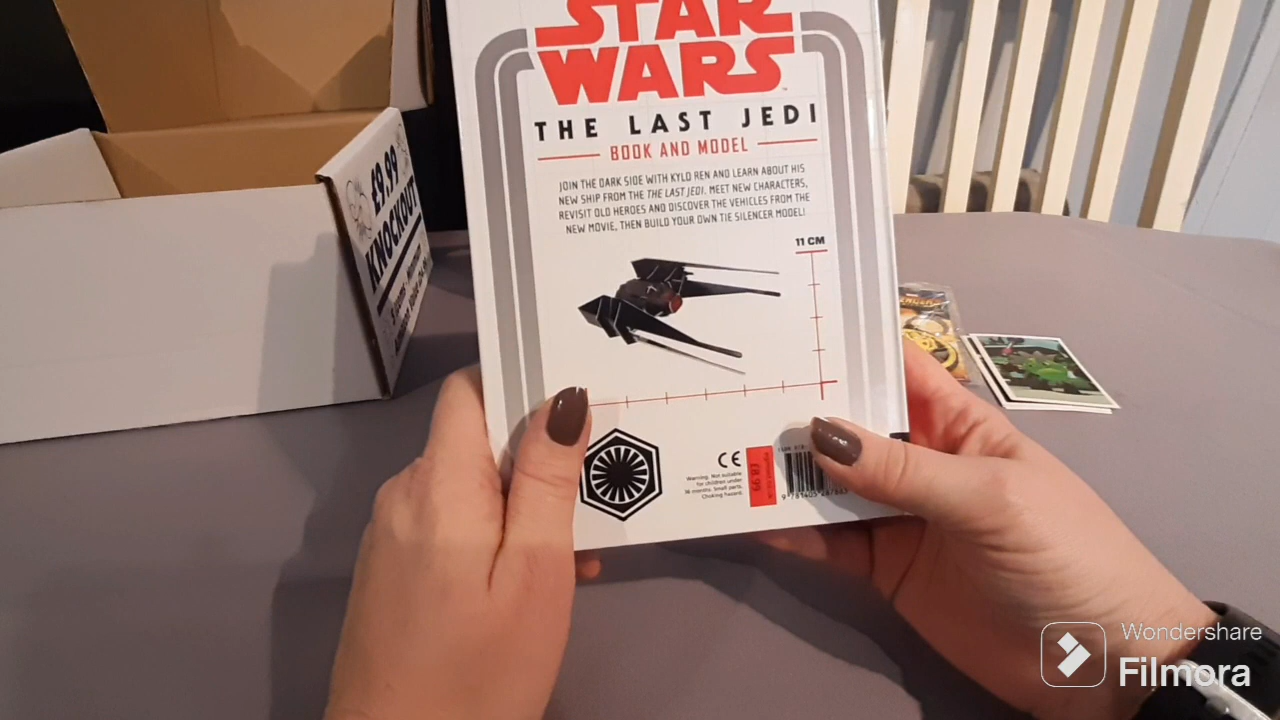 STAR
WARS
THE LAST JEDI
BOOK AND MODEL
JOIN THE DARK SIDE WITH KYLO REN AND LEARN ABOUT HIS
NEW SHIP FROM THE THE LAST JEDI. MEET NEW CHARACTERS,
REVISIT OLD HEROES AND DISCOVER THE VEHICLES FROM THE
NEW MOVIE, THEN BUILD YOUR OWN TIE SILENCER MODEL!
11 CM
CE
Warning. Not suitable
for children under
36 months. Small parts.
Choking hazard.
£8.99
£9.99
KNOCKOUT
Wondershare
Filmora